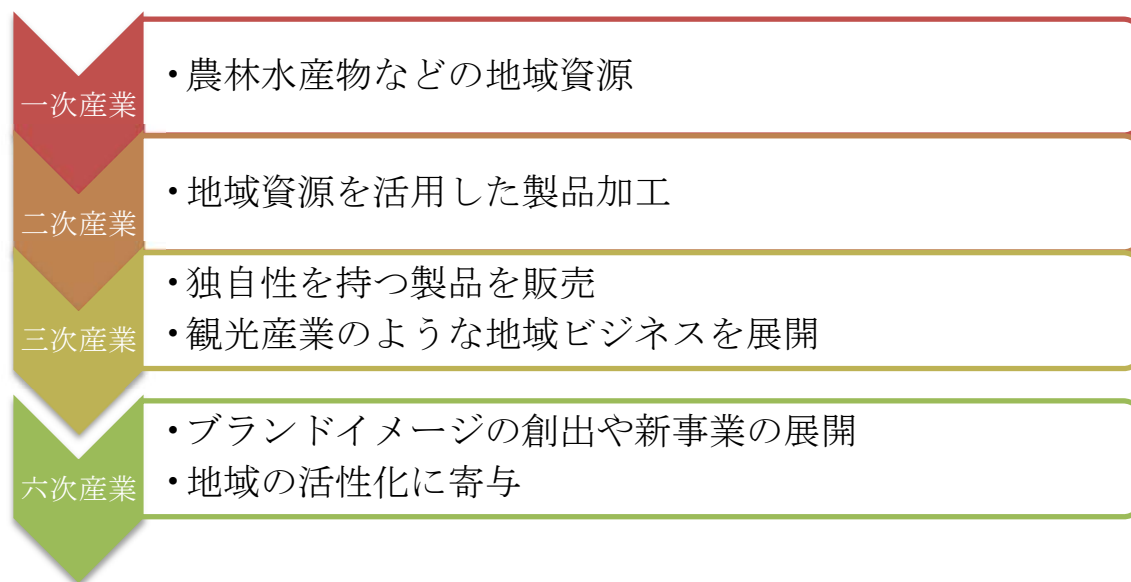 一次産業
・農林水産物などの地域資源
二次産業
・地域資源を活用した製品加工
三次産業
・独自性を持つ製品を販売
・観光産業のような地域ビジネスを展開
六次産業
・ブランドイメージの創出や新事業の展開
・地域の活性化に寄与